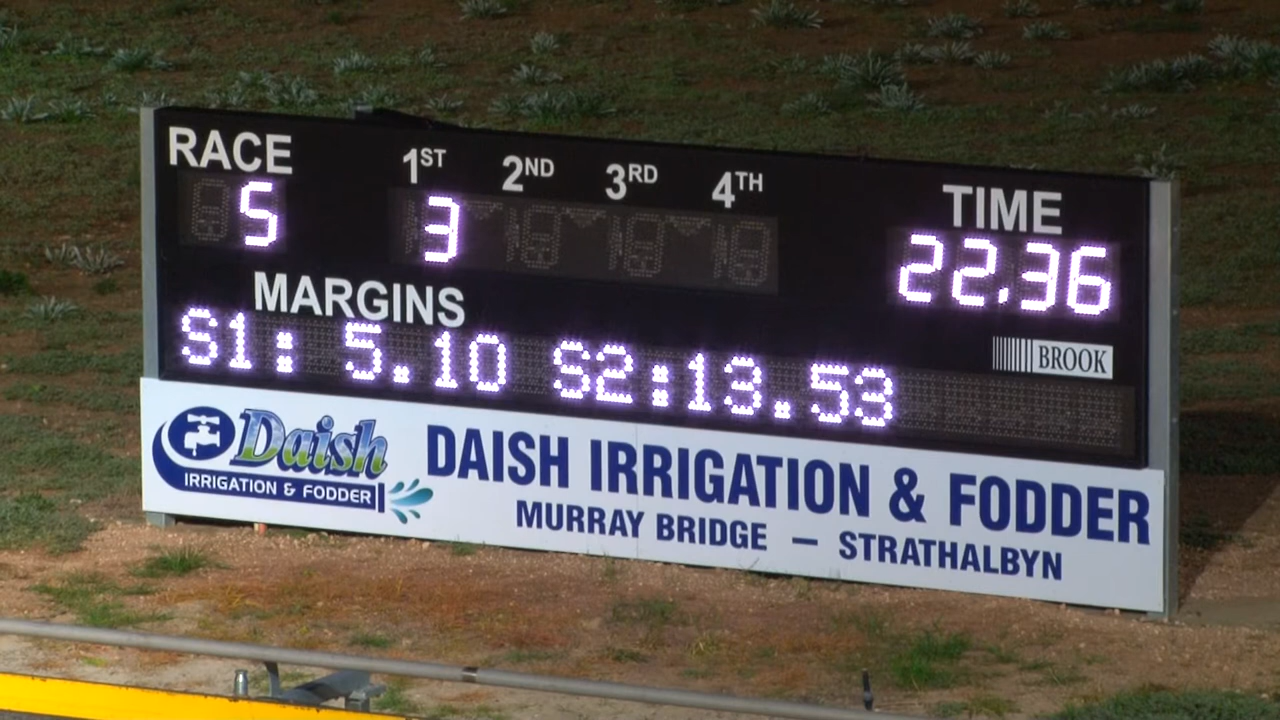 RACE 1ST 2ND 3RD 4TH TIME
5 3 22.36
MARGINS
S1: 5.10 S2:13.53
BROOK
Daish
IRRIGATION & FODDER
DAISH IRRIGATION & FODDER
MURRAY BRIDGE – STRATHALBYN